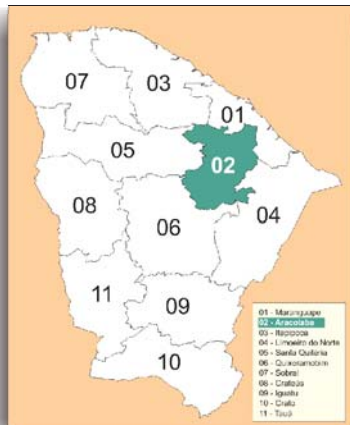 07
03
01
05
02
08
06
04
11
09
10
01 - Maranguape
02 - Aracoiaba
03 - Itapipoca
04 - Limoeiro do Norte
05 - Santa Quitéria
06 - Quixeramobim
07 - Sobral
08 - Crateús
09 - Iguatu
10 - Crato
11 - Tauá